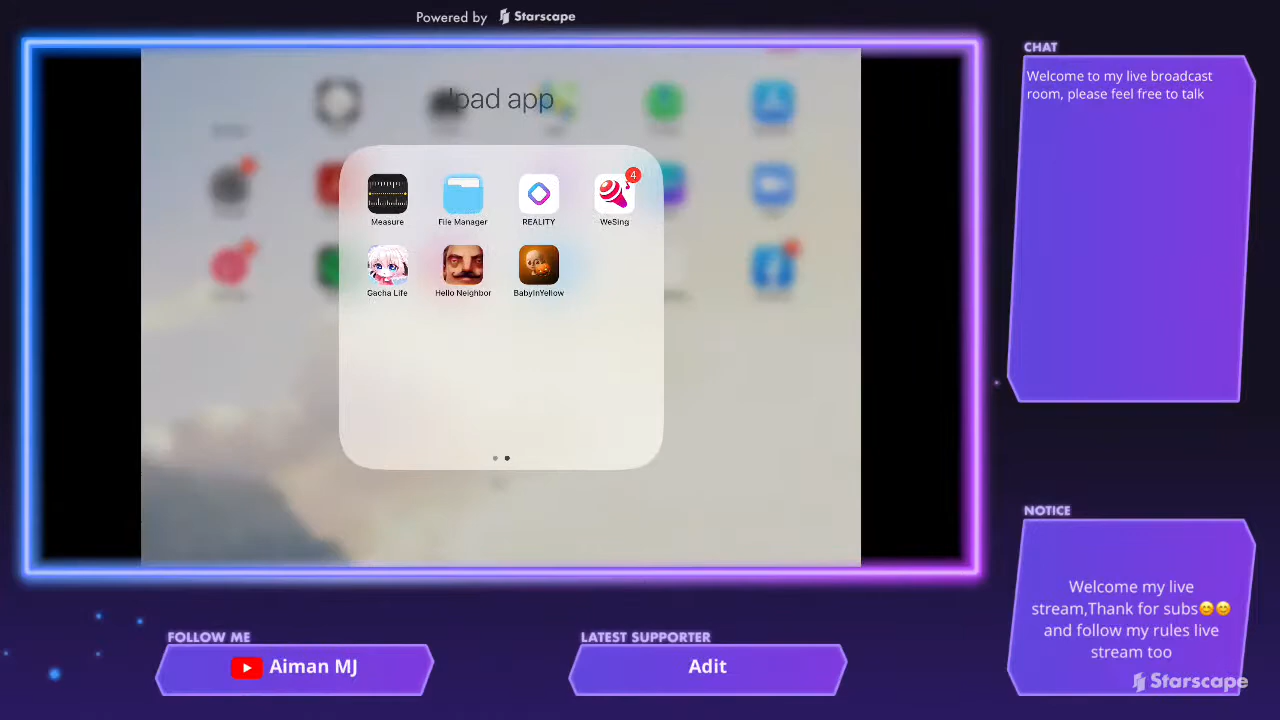 Powered by Starscape
CHAT
Welcome to my live broadcast
room, please feel free to talk
Ipad app
4
Measure
File Manager
REALITY
WeSing
Gacha Life
Hello Neighbor
BabyInYellow
NOTICE
Welcome my live
stream,Thank for subs😊😊
and follow my rules live
stream too
Starscape
FOLLOW ME
Aiman MJ
LATEST SUPPORTER
Adit